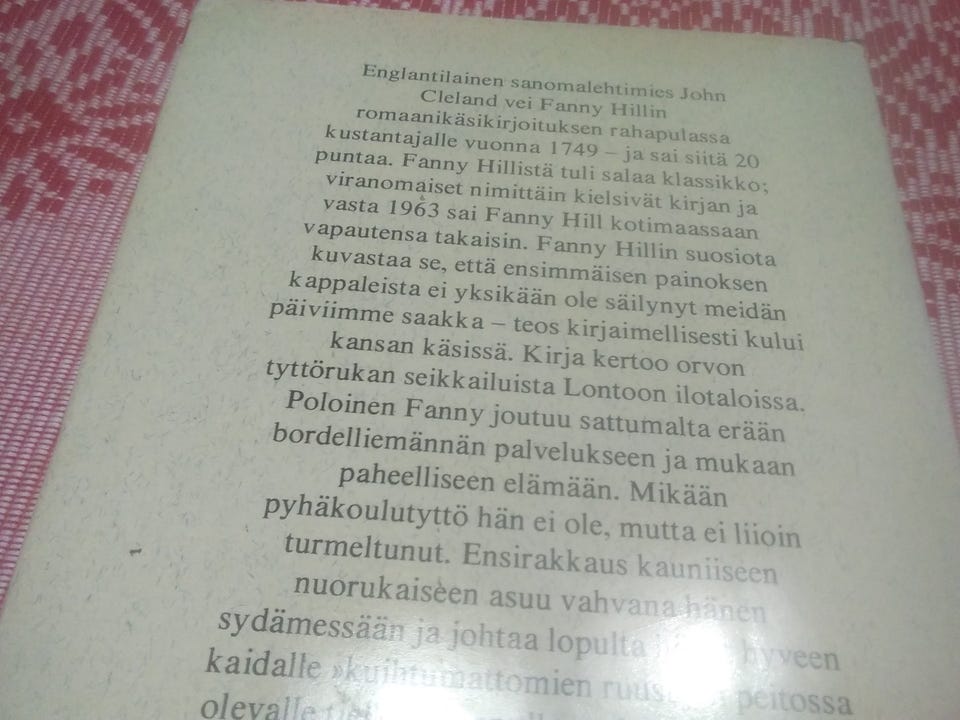 Englantilainen sanomalehtimies John
Cleland vei Fanny Hillin
romaanikäsikirjoituksen rahapulassa
kustantajalle vuonna 1749 – ja sai siitä 20
puntaa. Fanny Hillistä tuli salaa klassikko;
viranomaiset nimittäin kielsivät kirjan ja
vasta 1963 sai Fanny Hill kotimaassaan
vapautensa takaisin. Fanny Hillin suosiota
kuvastaa se, että ensimmäisen painoksen
kappaleista ei yksikään ole säilynyt meidän
päiviimme saakka – teos kirjaimellisesti kului
kansan käsissä. Kirja kertoo orvon
tyttörukan seikkailuista Lontoon ilotaloissa.
Poloinen Fanny joutuu sattumalta erään
bordelliemännän palvelukseen ja mukaan
paheelliseen elämään. Mikään
pyhäkoulutyttö hän ei ole, mutta ei liioin
turmeltunut. Ensirakkaus kauniiseen
nuorukaiseen asuu vahvana hänen
sydämessään ja johtaa lopulta hyveen
kaidalle »kuihtumattomien peitossa
olevalle